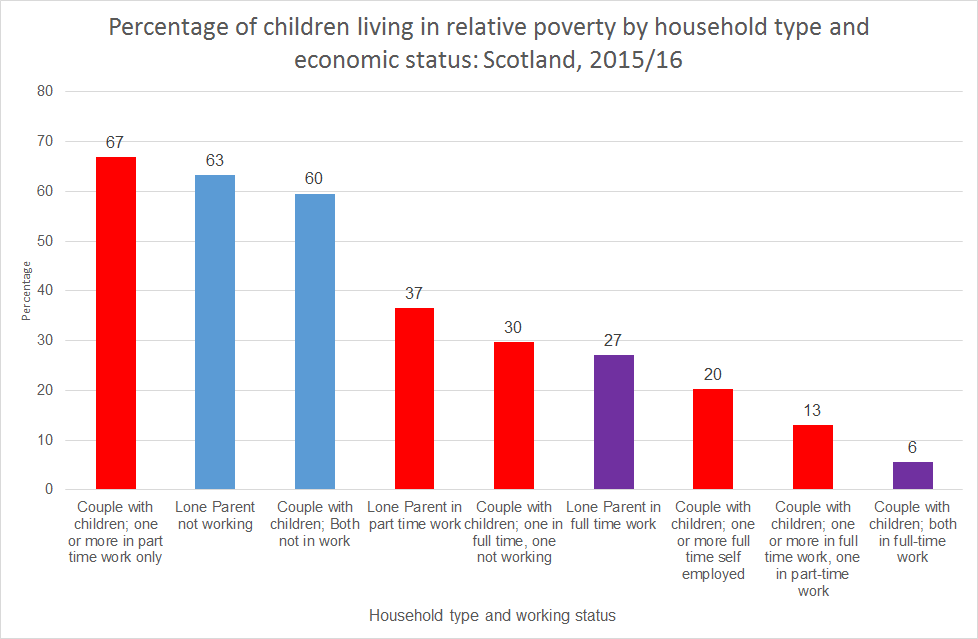 Percentage of children living in relative poverty by household type and
economic status: Scotland, 2015/16
80
70
60
50
40
30
20
10
0
Percentage
67
63
60
37
30
27
20
13
6
Couple with
children; one
or more in part
time work only
Lone Parent
not working
Couple with
children; Both
not in work
Lone Parent in
part time work
Couple with
children; one in
full time, one
not working
Lone Parent in
full time work
Couple with
children; one
or more full
time self
employed
Couple with
children; one
or more in full
time work, one
in part-time
work
Couple with
children; both
in full-time
work
Household type and working status